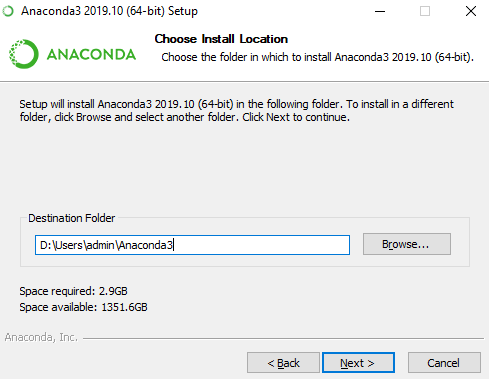 Anaconda3 2019.10 (64-bit) Setup
ANACONDA
Choose Install Location
Choose the folder in which to install Anaconda3 2019.10 (64-bit).
Setup will install Anaconda3 2019.10 (64-bit) in the following folder. To install in a different
folder, click Browse and select another folder. Click Next to continue.
Destination Folder
D:\Users\admin\Anaconda3
Browse...
Space required: 2.9GB
Space available: 1351.6GB
Anaconda, Inc.
< Back
Next >
Cancel